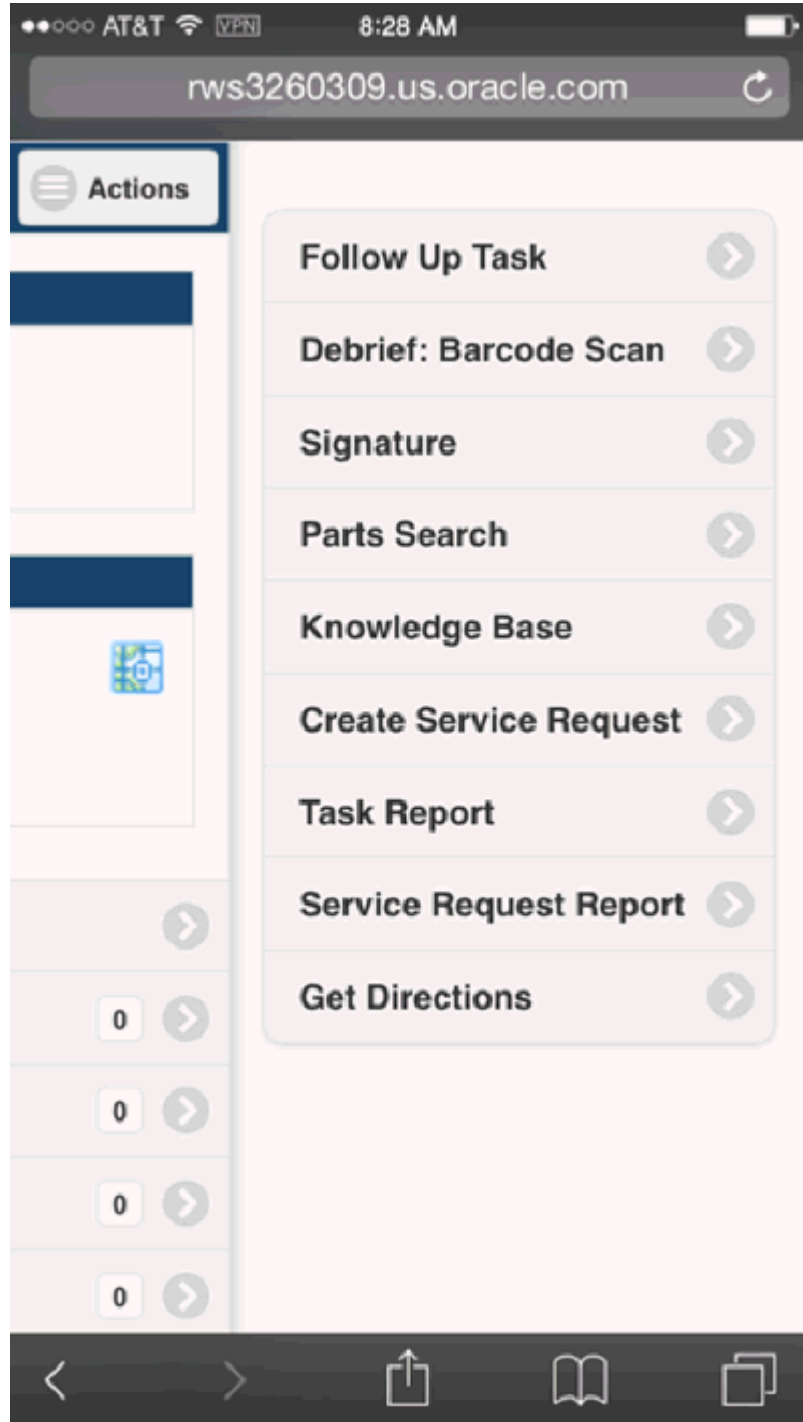 AT&T VPN 8:28 AM
rws3260309.us.oracle.com
Actions
Follow Up Task
Debrief: Barcode Scan
Signature
Parts Search
Knowledge Base
Create Service Request
Task Report
Service Request Report
Get Directions
0
0
0
0